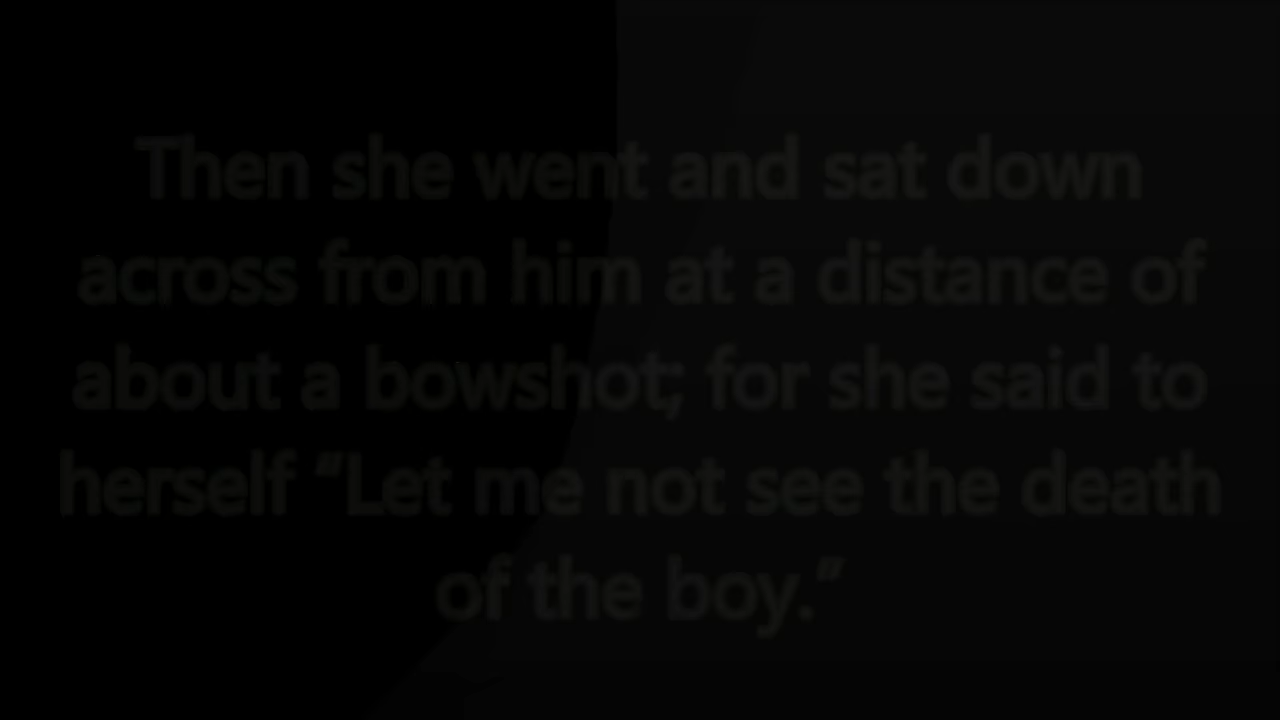 Then she went and sat down
across from him at a distance of
about a bowshot; for she said to
herself “Let me not see the death
of the boy.”